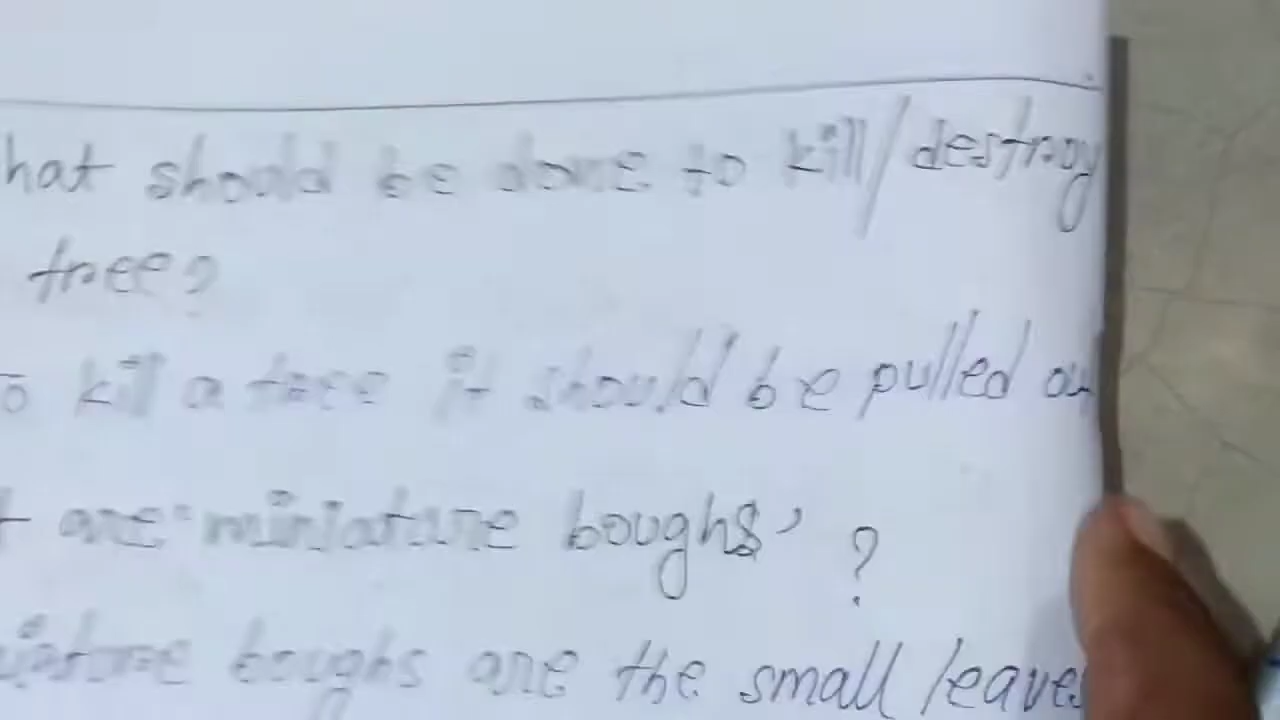 hat should be done to kill/destroy
tree?
kill a tree it should be pulled ou
are "miniature boughs' ?
boughs are the small leaves